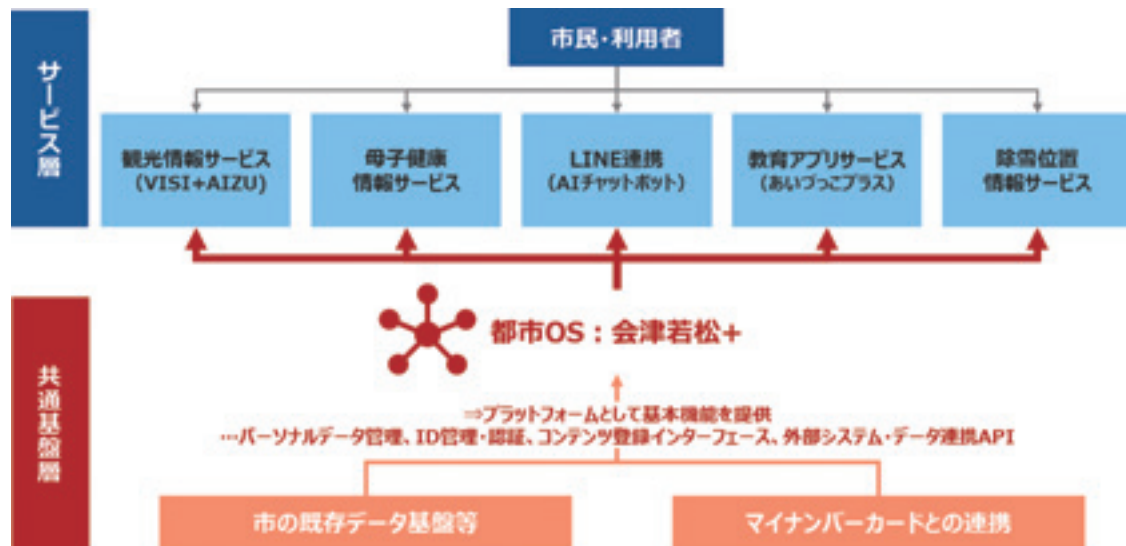 サービス層
市民・利用者
観光情報サービス
(VISI+AIZU)
母子健康
情報サービス
LINE連携
(AIチャットボット)
教育アプリサービス
(あいづっこプラス)
除雪位置
情報サービス
共通基盤層
都市OS:会津若松+
⇒プラットフォームとして基本機能を提供
…パーソナルデータ管理、ID管理・認証、コンテンツ登録インターフェース、外部システム・データ連携API
市の既存データ基盤等
マイナンバーカードとの連携